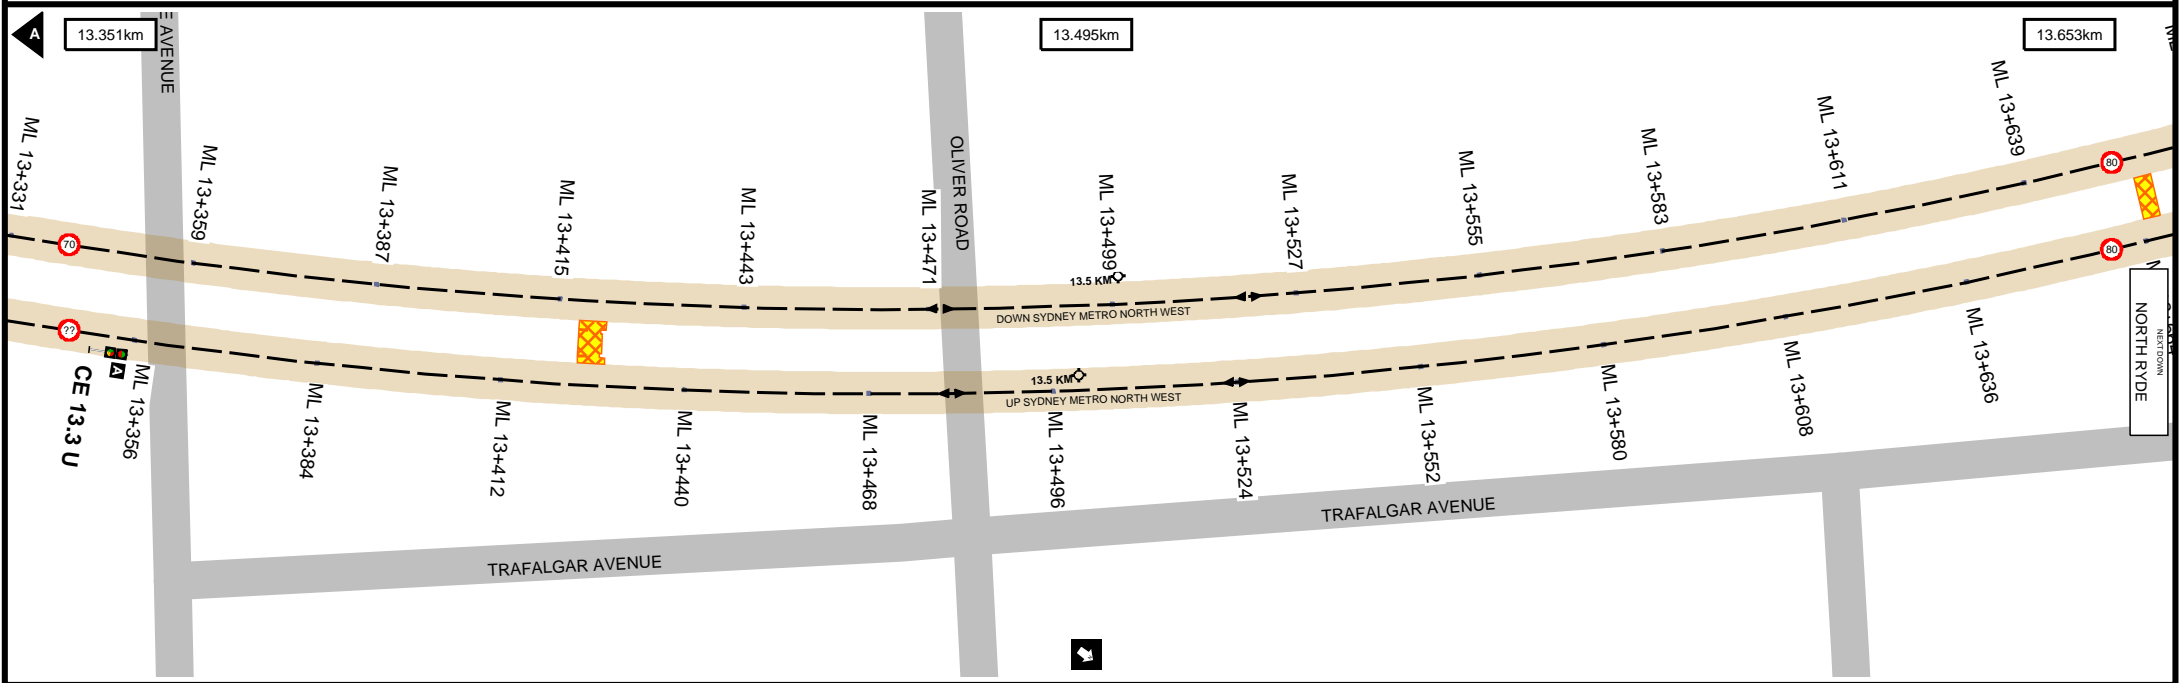 A
13.351km
13.495km
13.653km
E AVENUE
OLIVER ROAD
ML 13+331
ML 13+359
ML 13+387
ML 13+415
ML 13+443
ML 13+471
ML 13+499
ML 13+527
ML 13+555
ML 13+583
ML 13+611
ML 13+639
70
80
13.5 KM
DOWN SYDNEY METRO NORTH WEST
??
80
13.5 KM
UP SYDNEY METRO NORTH WEST
A
CE 13.3 U
ML 13+356
ML 13+384
ML 13+412
ML 13+440
ML 13+468
ML 13+496
ML 13+524
ML 13+552
ML 13+580
ML 13+608
ML 13+636
NEXT DOWN
NORTH RYDE
TRAFALGAR AVENUE
TRAFALGAR AVENUE